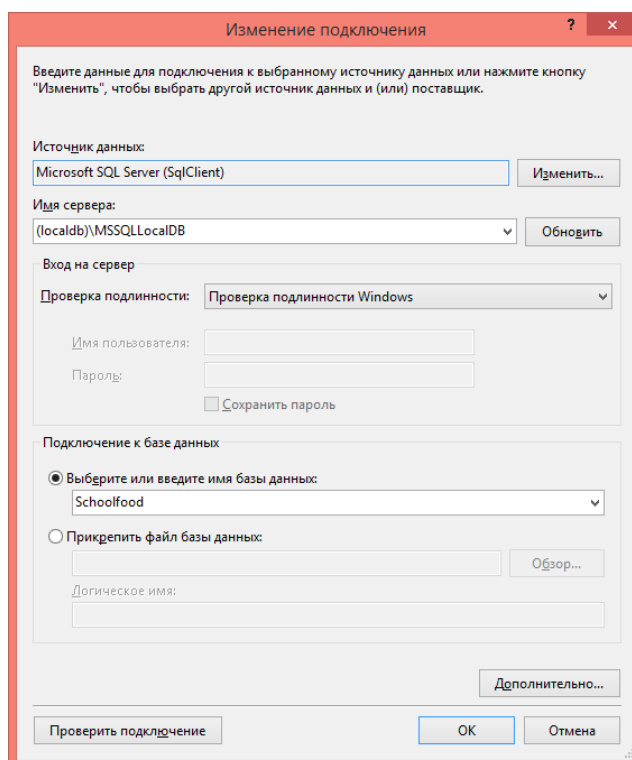 Изменение подключения
?
×
Введите данные для подключения к выбранному источнику данных или нажмите кнопку
"Изменить", чтобы выбрать другой источник данных и (или) поставщик.
Источник данных:
Microsoft SQL Server (SqlClient)
Изменить...
Имя сервера:
(localdb)\MSSQLLocalDB
Обновить
Вход на сервер
Проверка подлинности:
Проверка подлинности Windows
Имя пользователя:
Пароль:
Сохранить пароль
Подключение к базе данных
Выберите или введите имя базы данных:
Schoolfood
Прикрепить файл базы данных:
Обзор...
Логическое имя:
Дополнительно...
Проверить подключение
ОК
Отмена